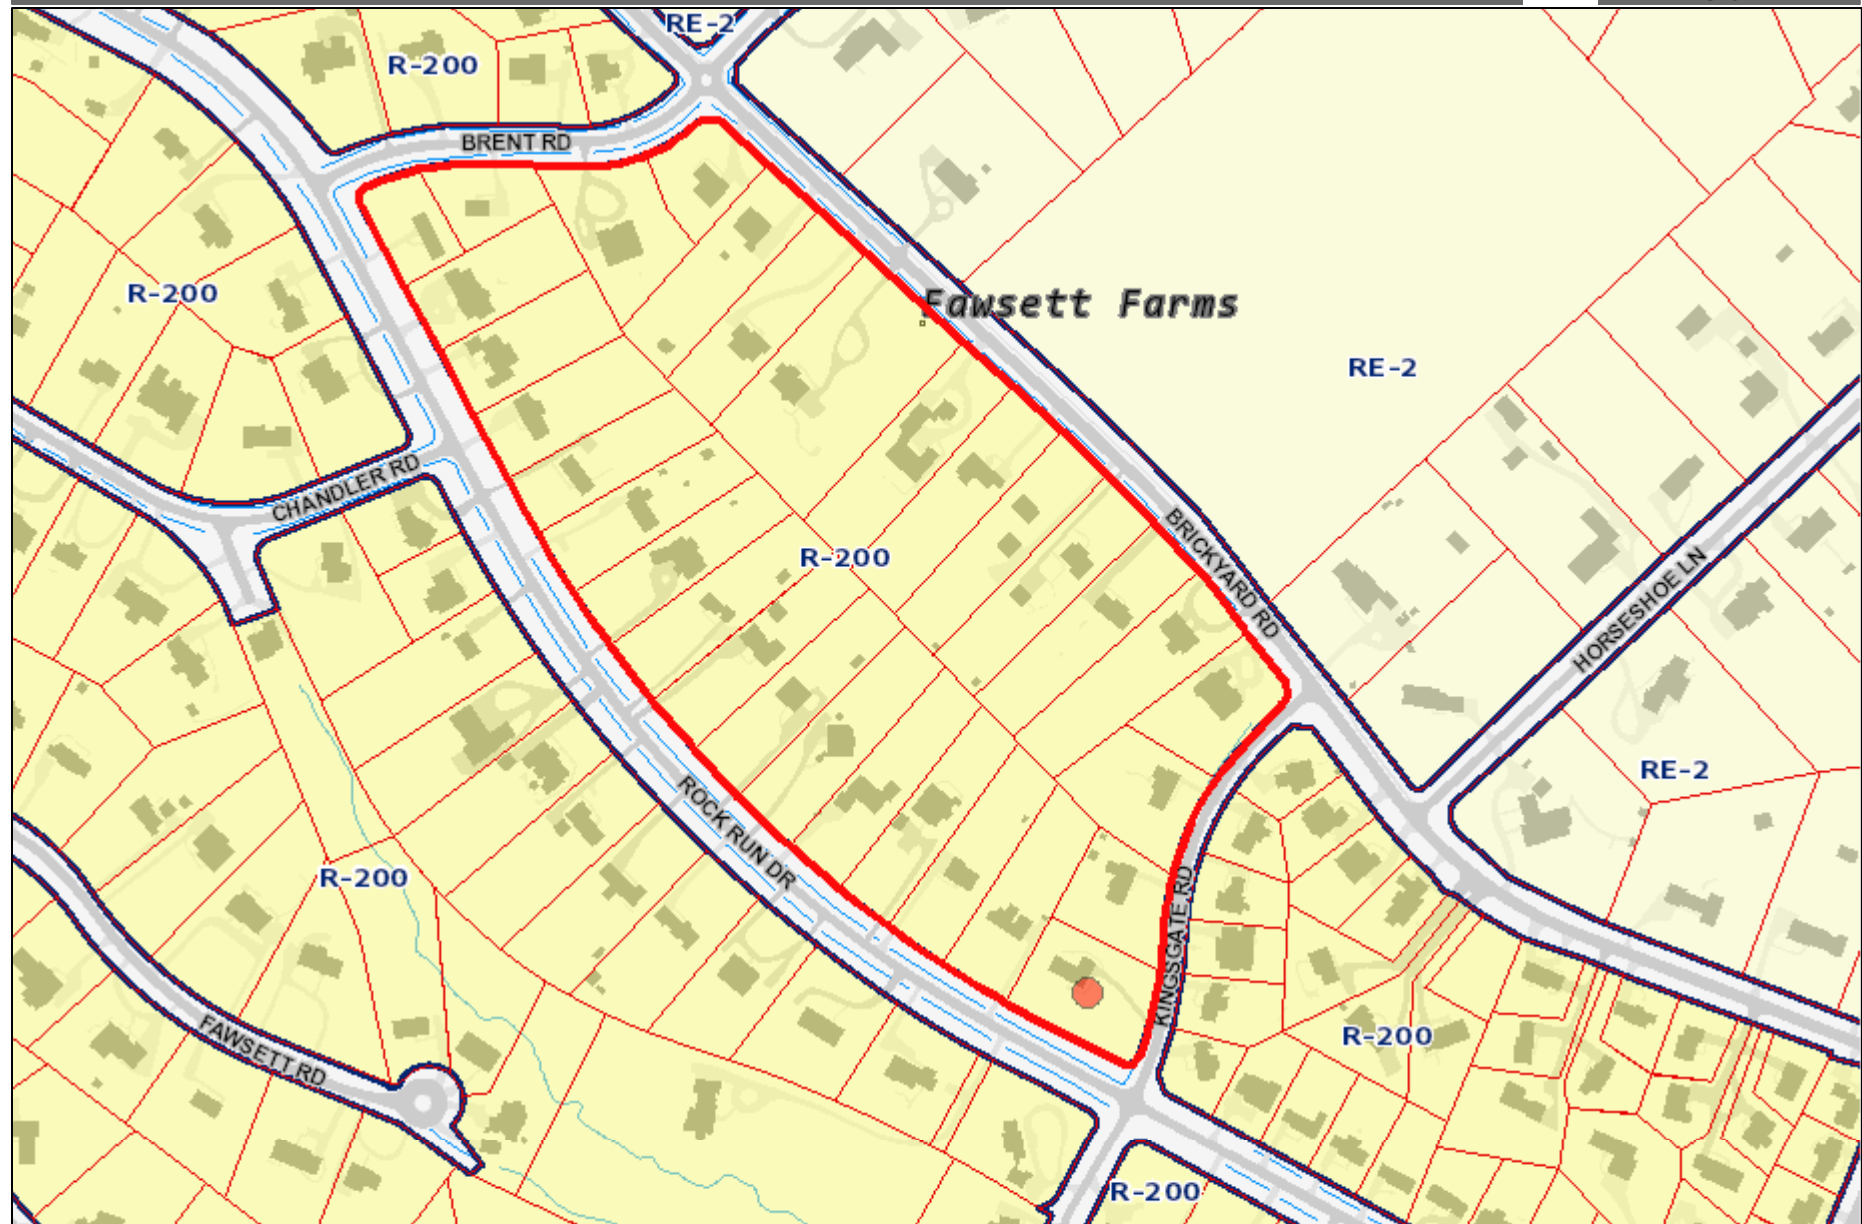 RE-2
R-200
BRENT RD
R-200
Fawsett Farms
RE-2
CHANDLER RD
R-200
BRICKYARD RD
HORSESHOE LN
RE-2
ROCK RUN DR
R-200
KINGSGATE RD
R-200
FAWSETT RD
R-200